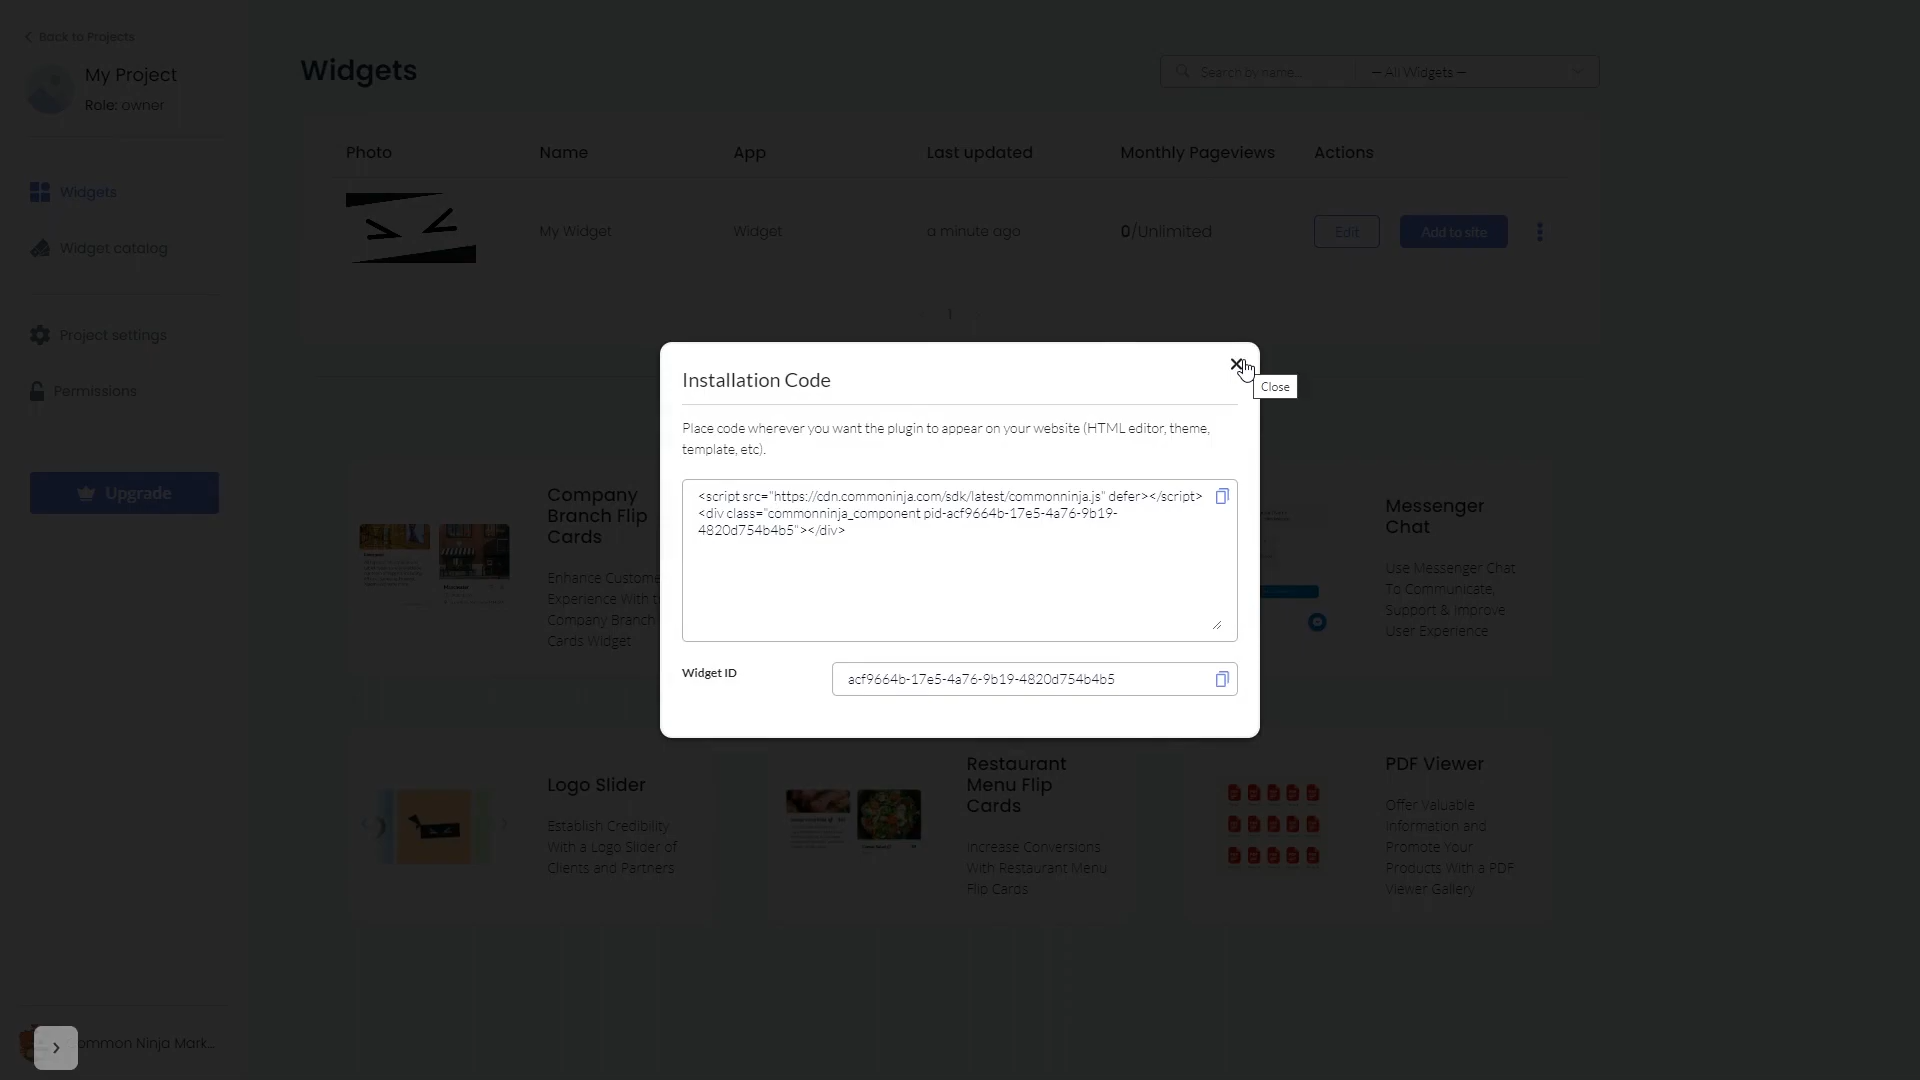 Back to Projects
My Project
Role: owner
Widgets
Widget catalog
Project settings
Permissions
Upgrade
ommon Ninja Mark...
Widgets
Search by name...
— All Widgets —
Photo
Name
App
Last updated
Monthly Pageviews
Actions
My Widget
Widget
a minute ago
0/Unlimited
Edit
Add to site
1
Installation Code
Close
Place code wherever you want the plugin to appear on your website (HTML editor, theme,
template, etc).
<script src="https://cdn.commoninja.com/sdk/latest/commonninja.js" defer></script>
<div class="commonninja_component pid-acf9664b-17e5-4a76-9b19-
4820d754b4b5"></div>
Widget ID
acf9664b-17e5-4a76-9b19-4820d754b4b5
Company
Branch Flip
Cards
Enhance Custome
Experience With t
Company Branch
Cards Widget
Messenger
Chat
Use Messenger Chat
To Communicate,
Support & Improve
User Experience
Logo Slider
Establish Credibility
With a Logo Slider of
Clients and Partners
Restaurant
Menu Flip
Cards
Increase Conversions
With Restaurant Menu
Flip Cards
PDF Viewer
Offer Valuable
Information and
Promote Your
Products With a PDF
Viewer Gallery